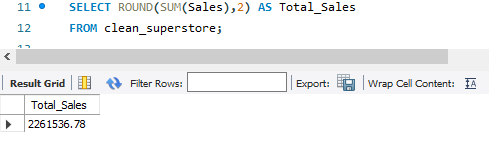 11 SELECT ROUND(SUM(Sales),2) AS Total_Sales
12 FROM clean_superstore;
Result Grid Filter Rows: Export: Wrap Cell Content: IA
Total_Sales
2261536.78